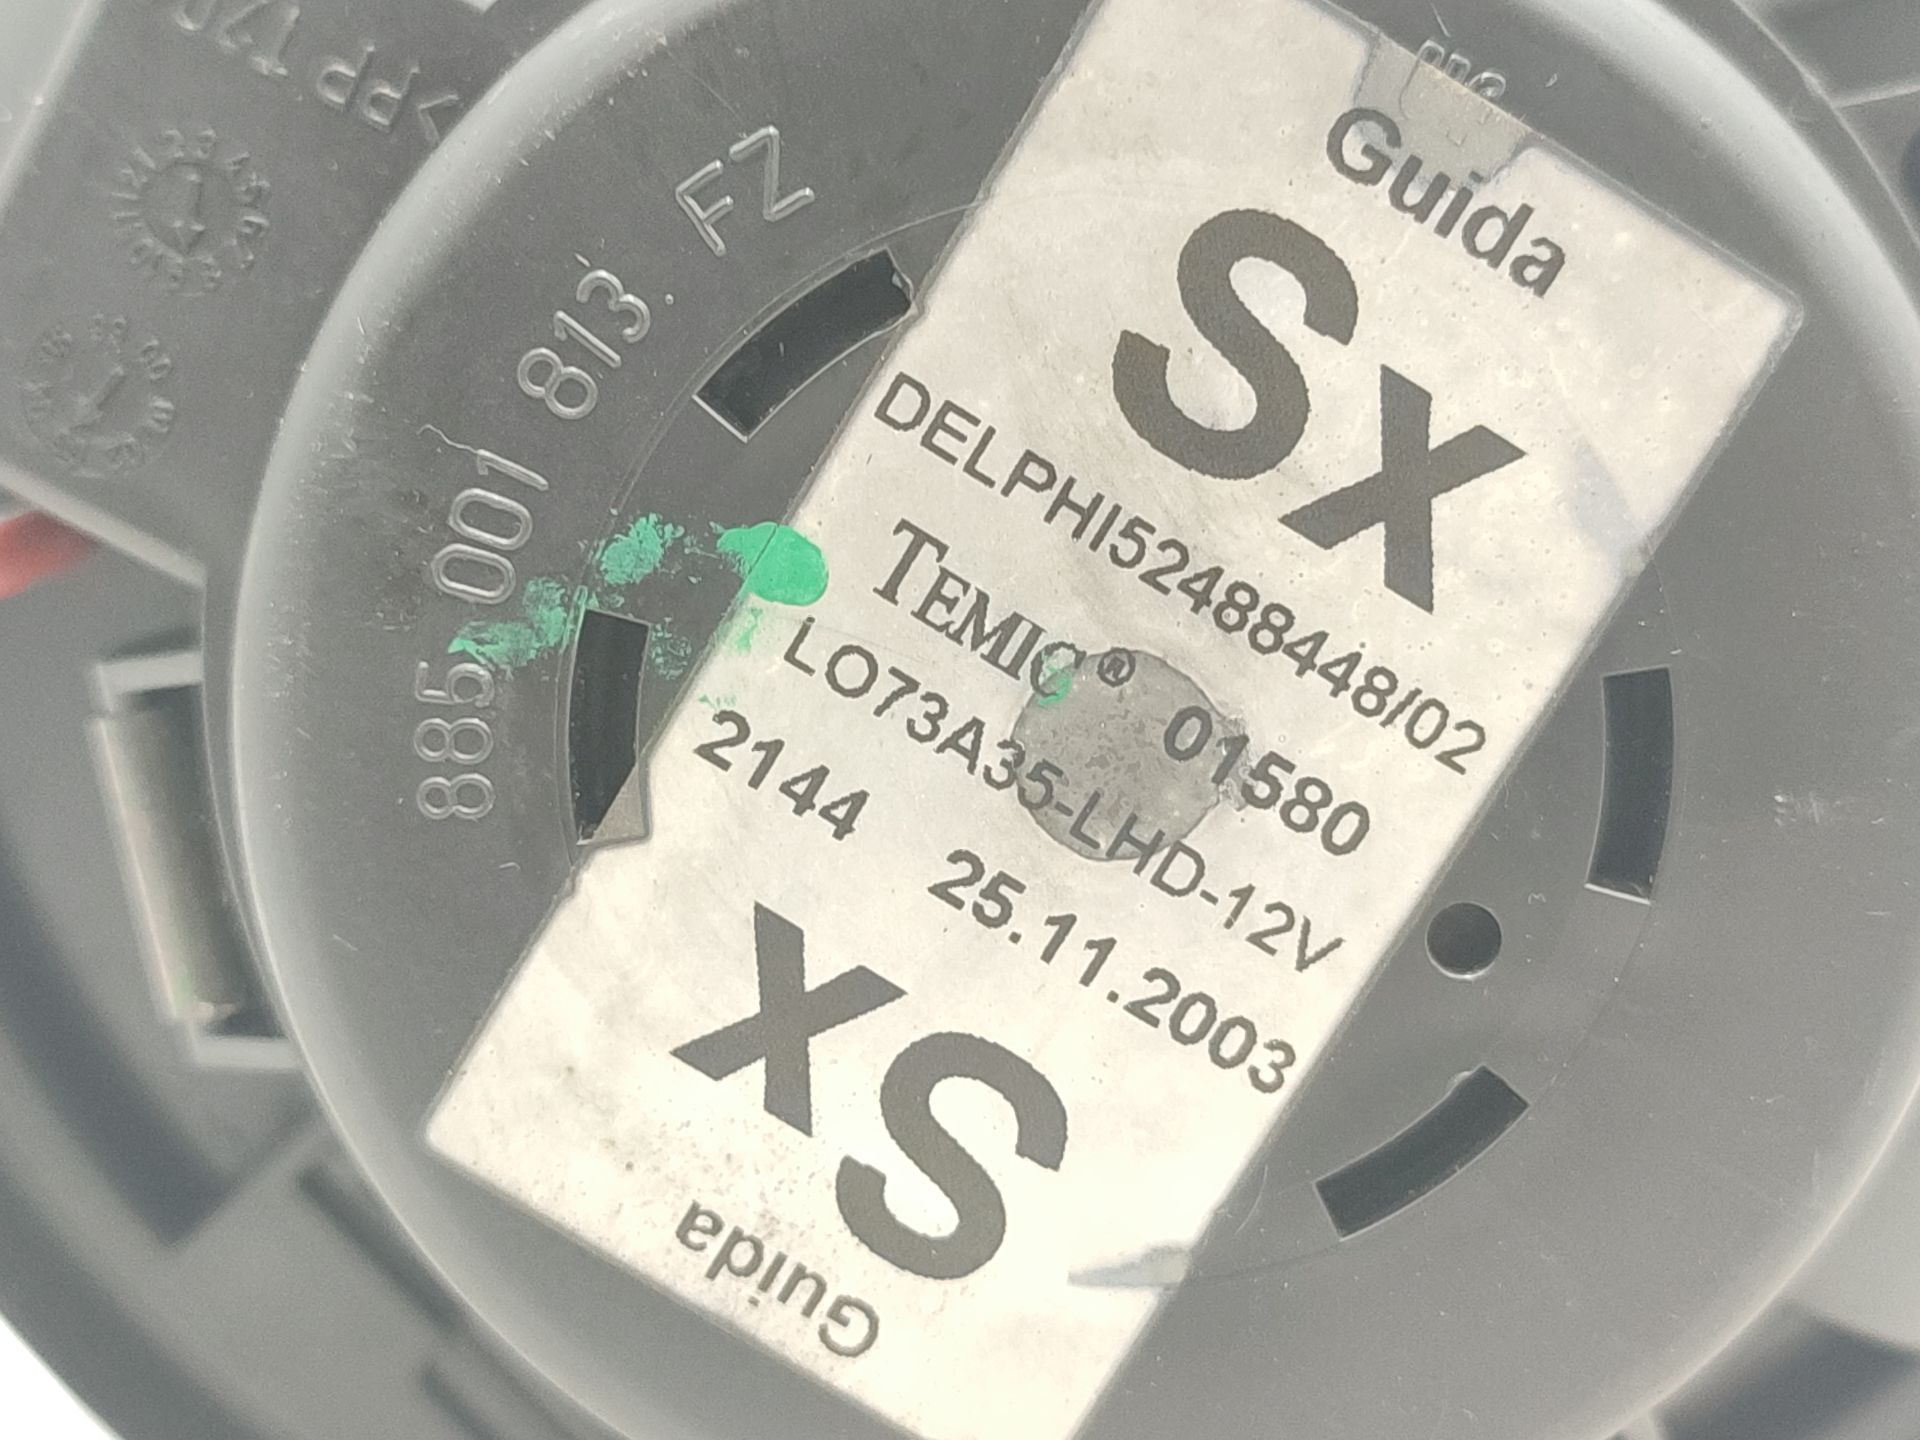 885 001 813 FZ
Guida
Sx
DELPHI52488448/02
TEMIC® 01580
LO73A35-LHD-12V
2144 25.11.2003
Sx
Guida